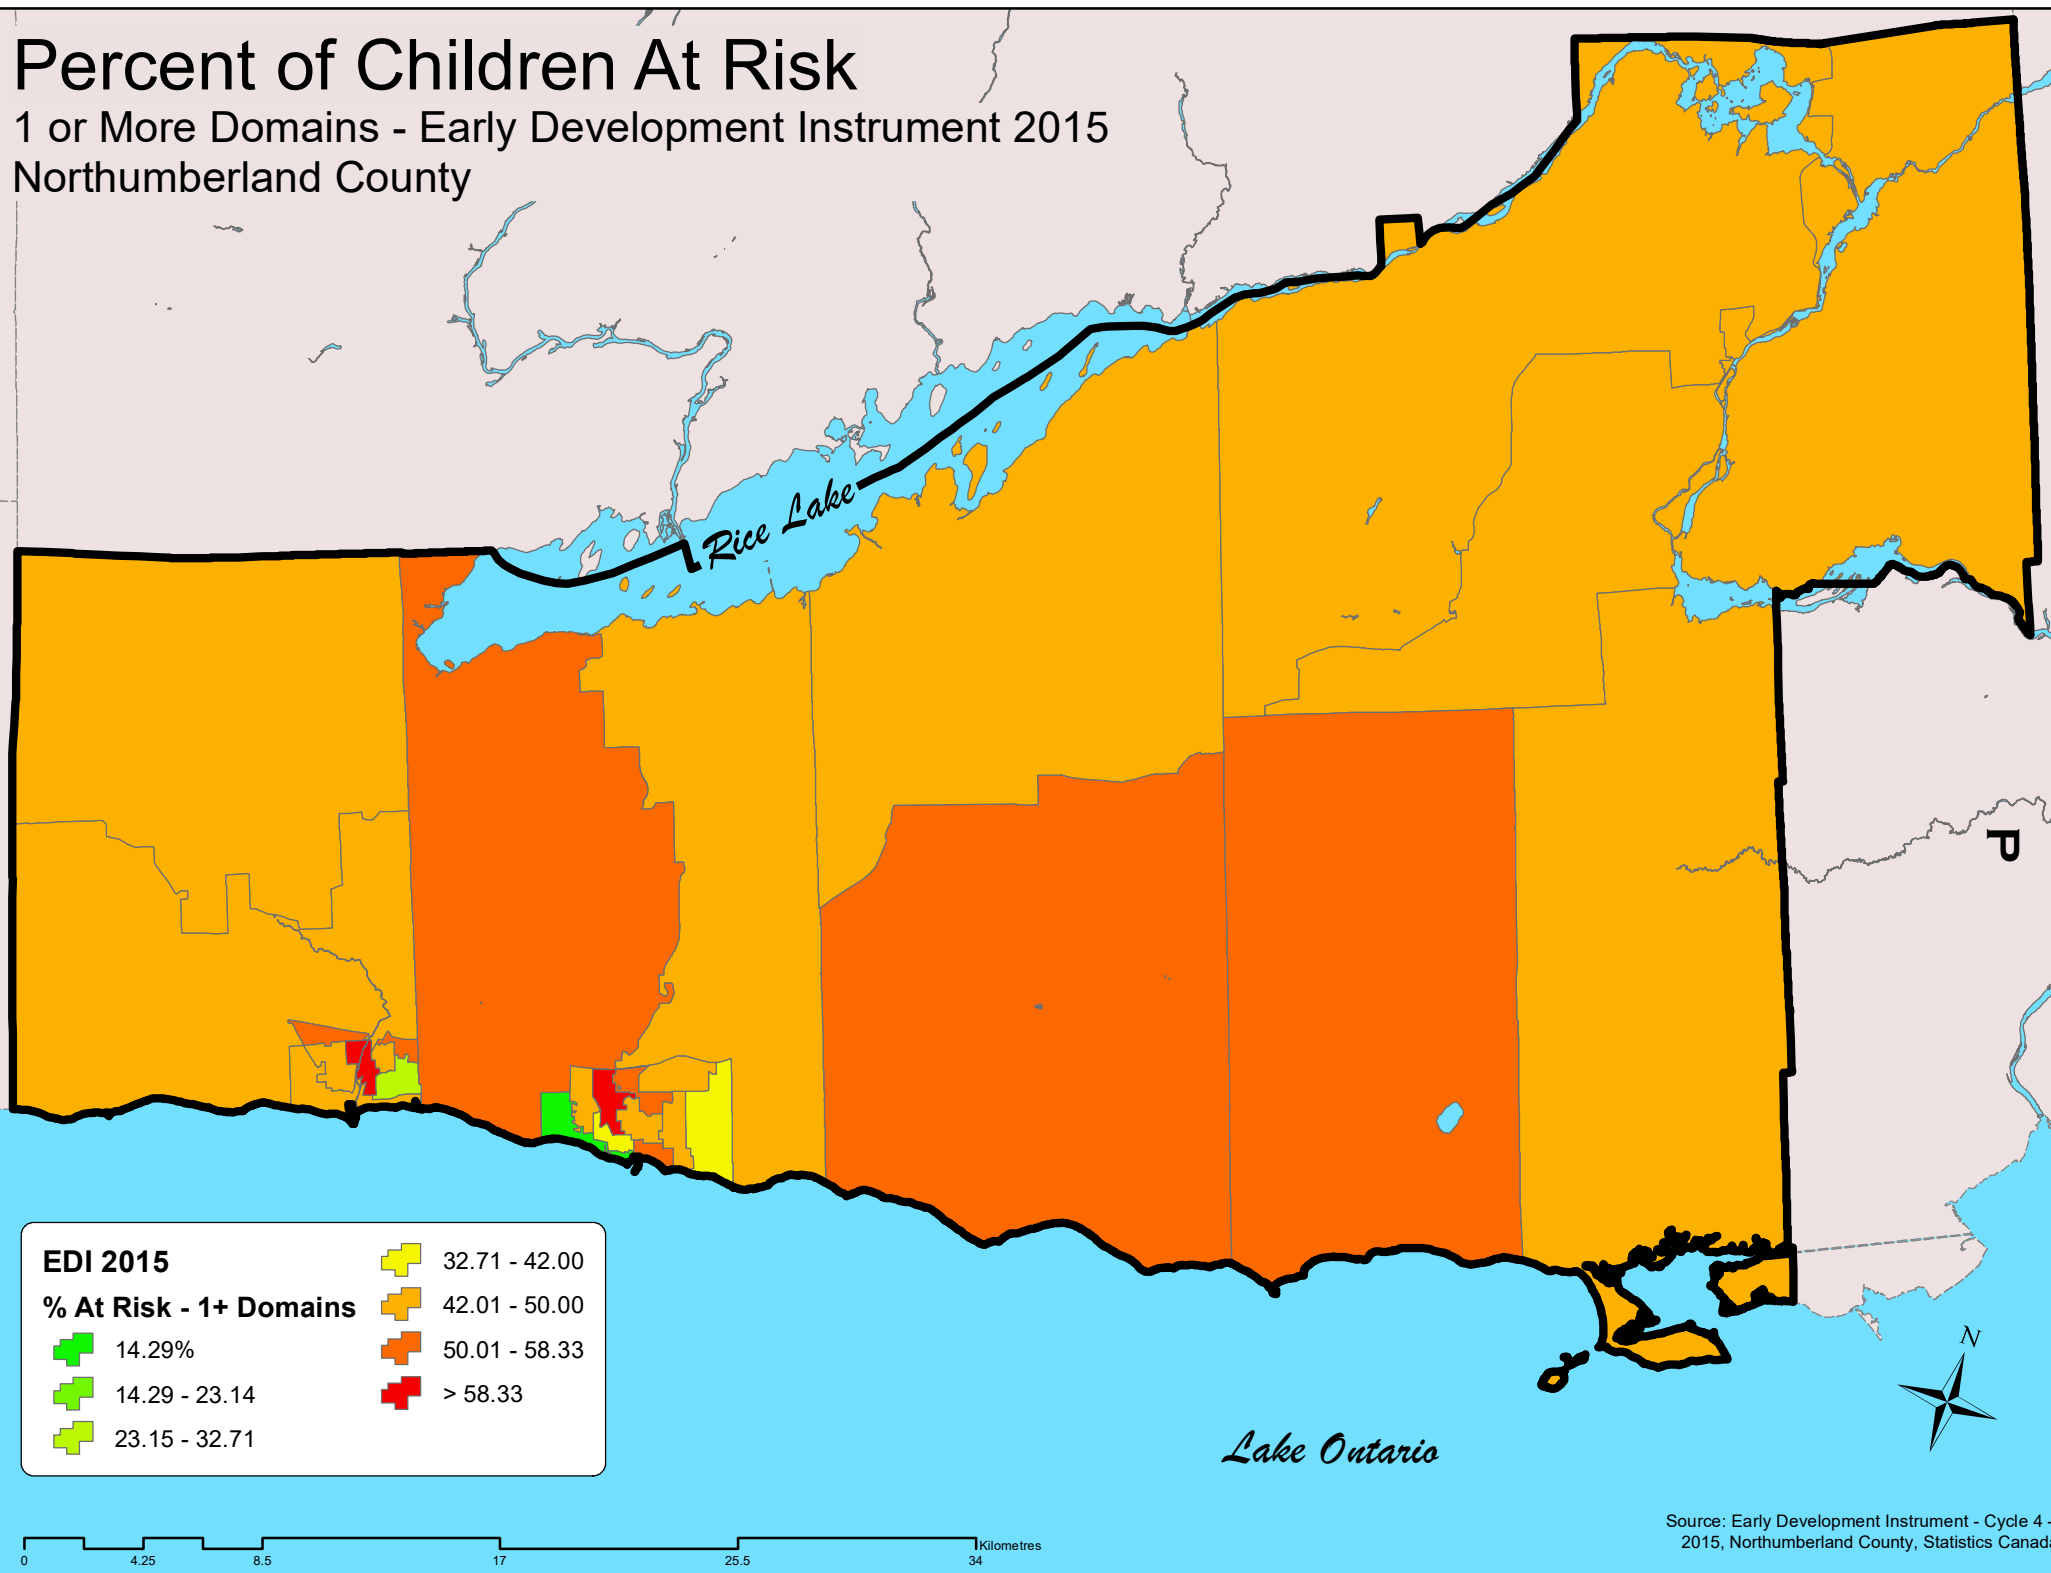 Percent of Children At Risk
1 or More Domains - Early Development Instrument 2015
Northumberland County
Rice Lake
P
EDI 2015
% At Risk - 1+ Domains
14.29%
14.29 - 23.14
23.15 - 32.71
32.71 - 42.00
42.01 - 50.00
50.01 - 58.33
> 58.33
N
Lake Ontario
0 4.25 8.5 17 25.5 34 Kilometres
Source: Early Development Instrument - Cycle 4 -
2015, Northumberland County, Statistics Canada